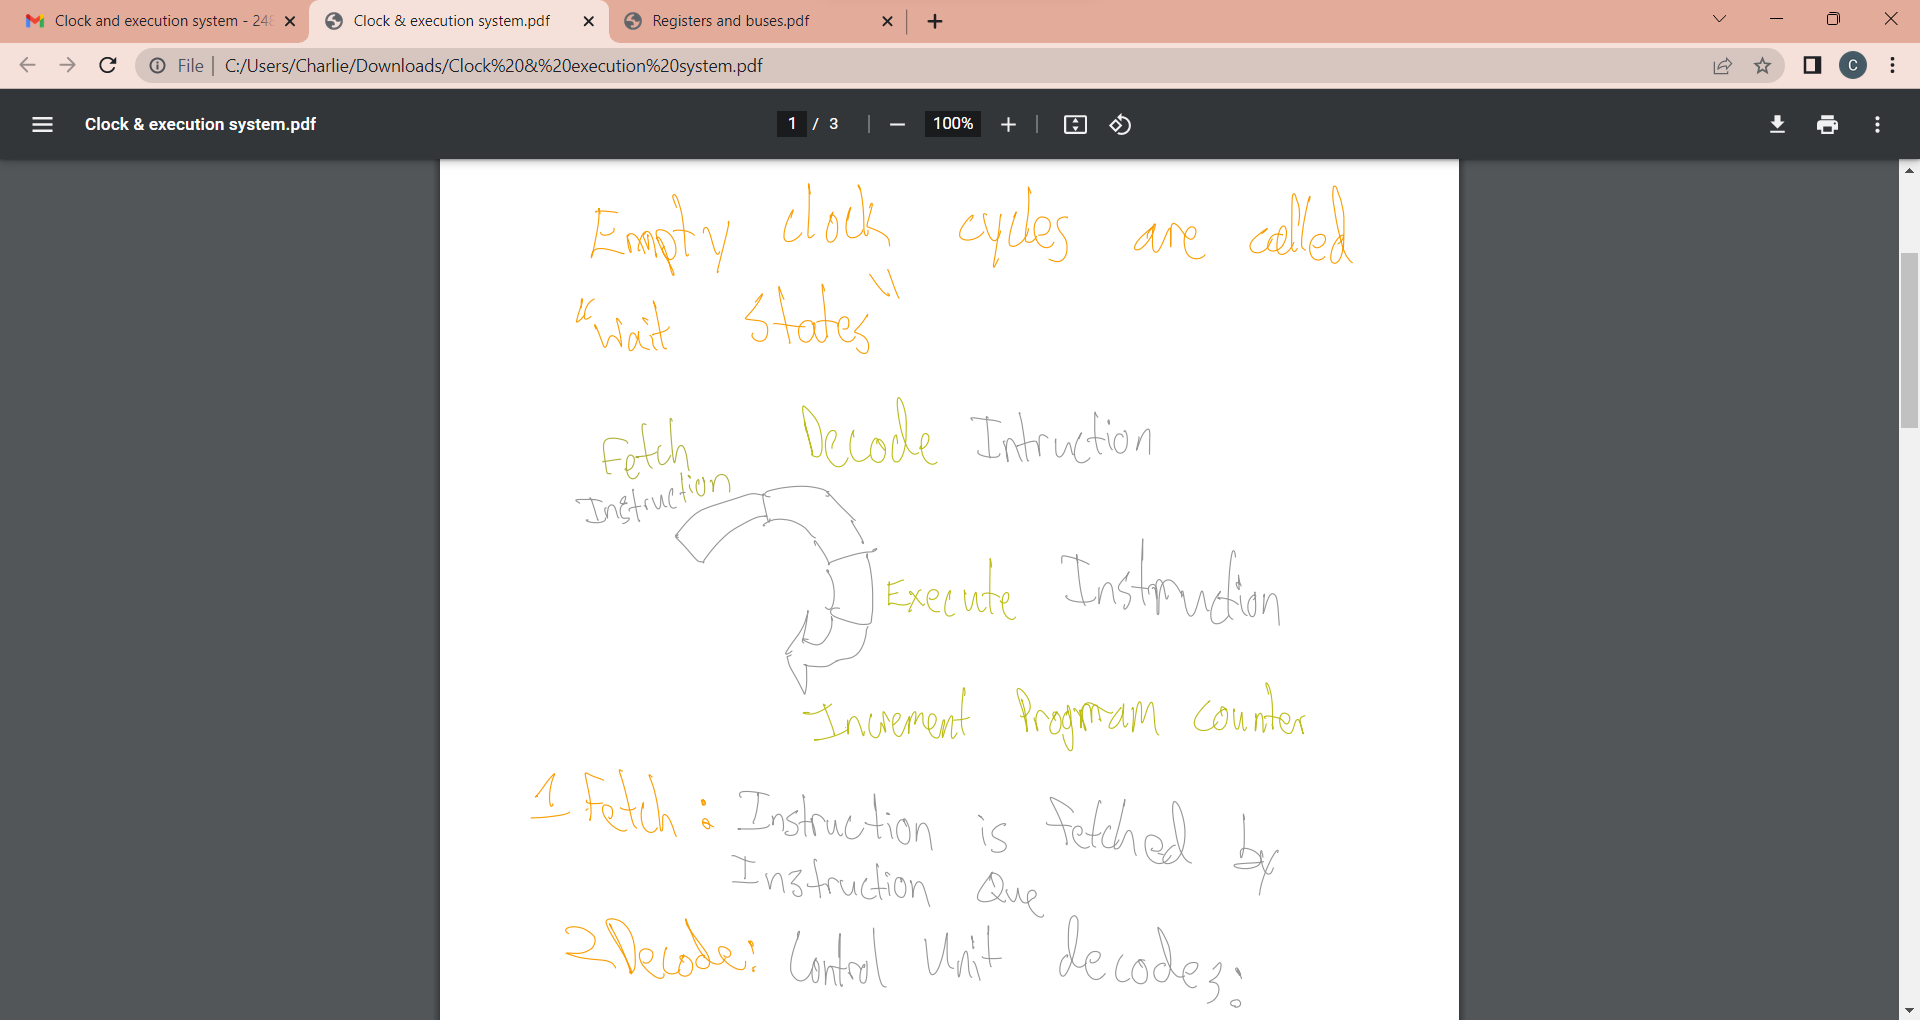 Clock and execution system - 248
Clock & execution system.pdf
Registers and buses.pdf
File
C:/Users/Charlie/Downloads/Clock%20&%20execution%20system.pdf
C
Clock & execution system.pdf
1 / 3
100%
Empty clock cycles are called
"Wait States"
Fetch
Instruction
Decode Intruction
Execute Instruction
Increment Program Counter
1 Fetch: Instruction is fetched by
Instruction Que
2 Decode: Control Unit decodes: